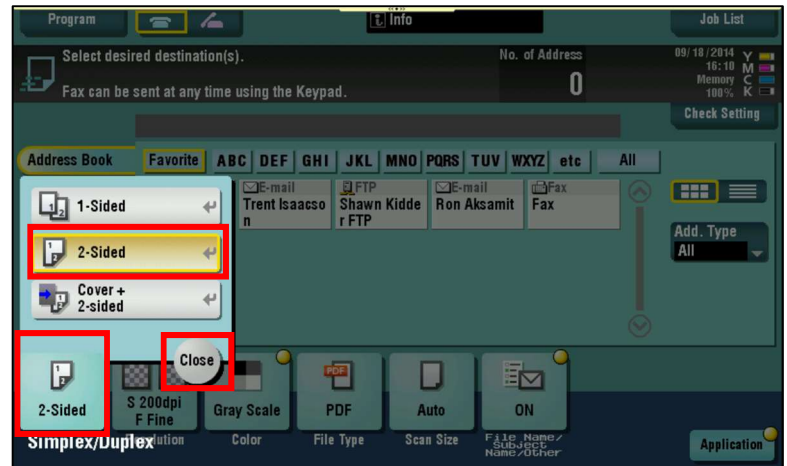 Program
Info
Job List
Select desired destination(s).
Fax can be sent at any time using the Keypad.
No. of Address
0
09/18/2014
16:10
Memory
100%
Y
M
C
K
Check Setting
Address Book
Favorite ABC DEF GHI JKL MNO PQRS TUV WXYZ etc All
E-mail
Trent Isaacso
n
FTP
Shawn Kidde
r FTP
E-mail
Ron Aksamit
Fax
Fax
Add. Type
All
1-Sided
2-Sided
Cover +
2-sided
Close
2-Sided
S 200dpi
F Fine
Gray Scale
PDF
PDF
Auto
ON
Simplex/Duplex
Color
File Type
Scan Size
File Name/
Subject
Name/Other
Application